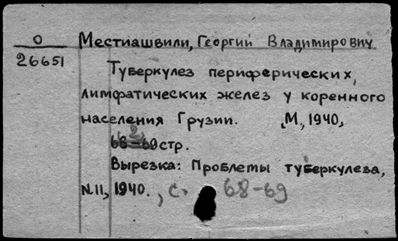 О Местиашвили, Георгий Владимирович
26651
Туберкулез периферических,
лимфатических желез у коренного
населения Грузии. М, 1940,
68-69 стр.
Вырезка: Проблемы туберкулеза,
N.11, 1940., с. 68-69